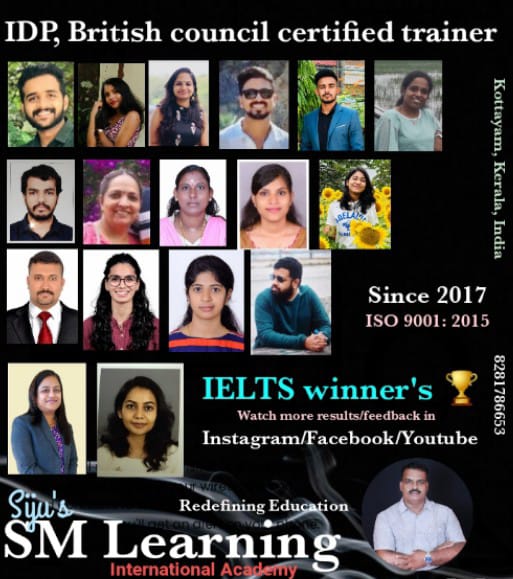 IDP, British council certified trainer
Kottayam, Kerala, India
Since 2017
ISO 9001: 2015
8281786653
IELTS winner's
Watch more results/feedback in
Instagram/Facebook/Youtube
Redefining Education
Siju's
SM Learning
International Academy